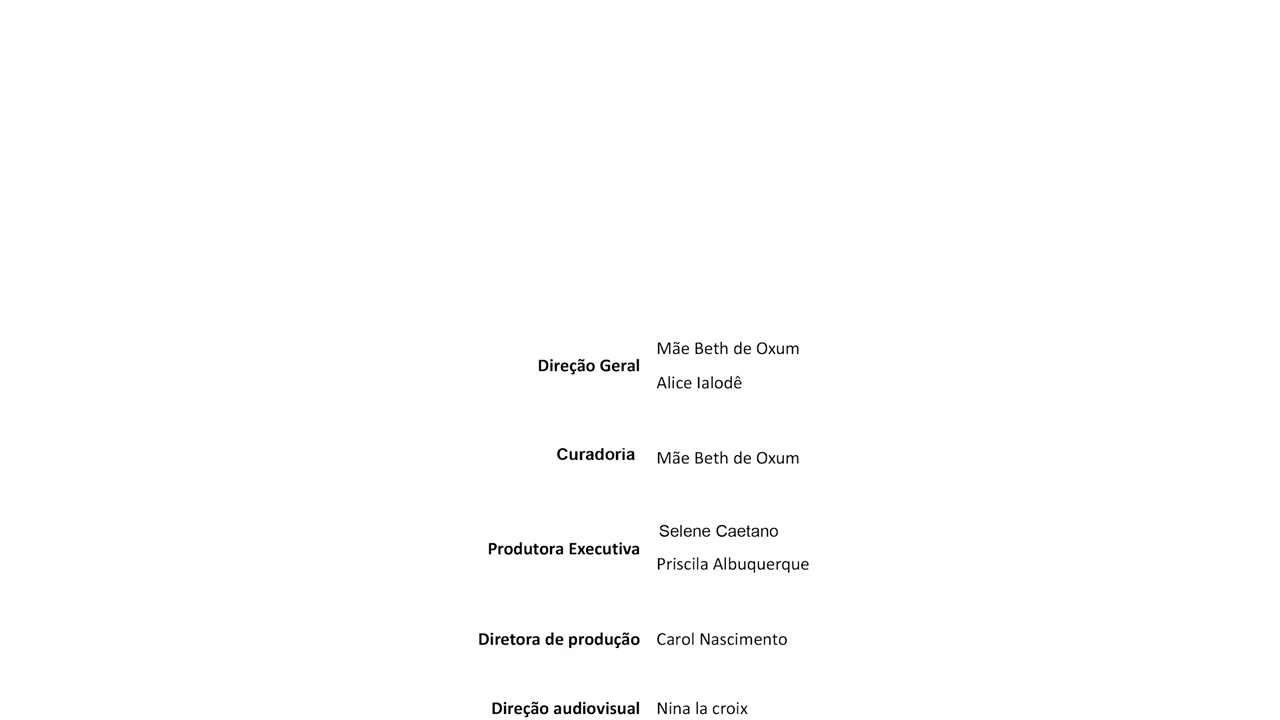 Mãe Beth de Oxum
Direção Geral
Alice Ialodê
Curadoria Mãe Beth de Oxum
Selene Caetano
Produtora Executiva
Priscila Albuquerque
Diretora de produção Carol Nascimento
Direção audiovisual Nina la croix